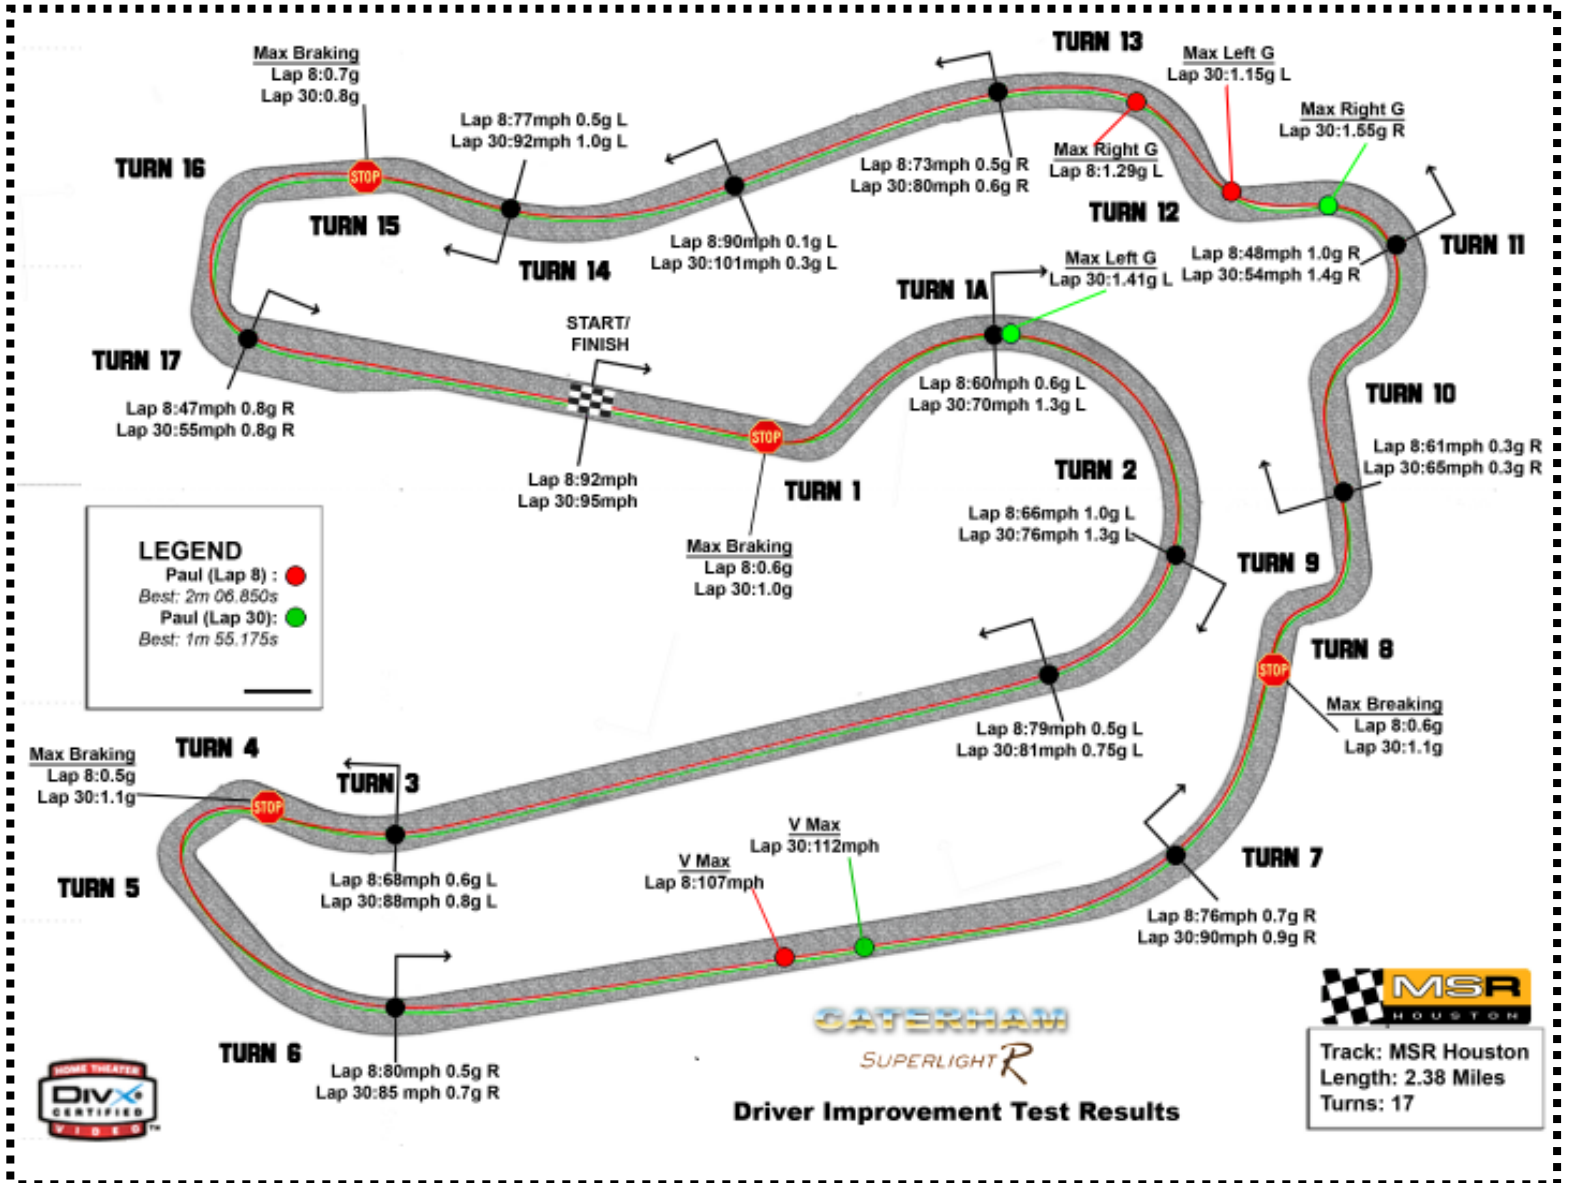 TURN 13
Max Braking
Lap 8:0.7g
Lap 30:0.8g
Max Left G
Lap 30:1.15g L
Max Right G
Lap 30:1.55g R
Lap 8:77mph 0.5g L
Lap 30:92mph 1.0g L
Lap 8:73mph 0.5g R
Lap 30:80mph 0.6g R
Max Right G
Lap 8:1.29g L
TURN 16
STOP
TURN 15
TURN 12
TURN 14
Lap 8:90mph 0.1g L
Lap 30:101mph 0.3g L
TURN 11
Lap 8:48mph 1.0g R
Lap 30:54mph 1.4g R
TURN 1A
Max Left G
Lap 30:1.41g L
START/
FINISH
TURN 17
Lap 8:47mph 0.8g R
Lap 30:55mph 0.8g R
Lap 8:60mph 0.6g L
Lap 30:70mph 1.3g L
TURN 10
STOP
Lap 8:92mph
Lap 30:95mph
TURN 1
TURN 2
Lap 8:61mph 0.3g R
Lap 30:65mph 0.3g R
Lap 8:66mph 1.0g L
Lap 30:76mph 1.3g L
Max Braking
Lap 8:0.6g
Lap 30:1.0g
TURN 9
LEGEND
Paul (Lap 8) :
Best: 2m 06.850s
Paul (Lap 30):
Best: 1m 55.175s
TURN 8
STOP
Max Breaking
Lap 8:0.6g
Lap 30:1.1g
Lap 8:79mph 0.5g L
Lap 30:81mph 0.75g L
TURN 4
Max Braking
Lap 8:0.5g
Lap 30:1.1g
STOP
TURN 3
TURN 5
Lap 8:68mph 0.6g L
Lap 30:88mph 0.8g L
V Max
Lap 30:112mph
V Max
Lap 8:107mph
TURN 7
Lap 8:76mph 0.7g R
Lap 30:90mph 0.9g R
TURN 6
Lap 8:80mph 0.5g R
Lap 30:85 mph 0.7g R
CATERHAM
SUPERLIGHT R
Driver Improvement Test Results
MSR
HOUSTON
Track: MSR Houston
Length: 2.38 Miles
Turns: 17
HOME THEATER
DivX
CERTIFIED
VIDEO™